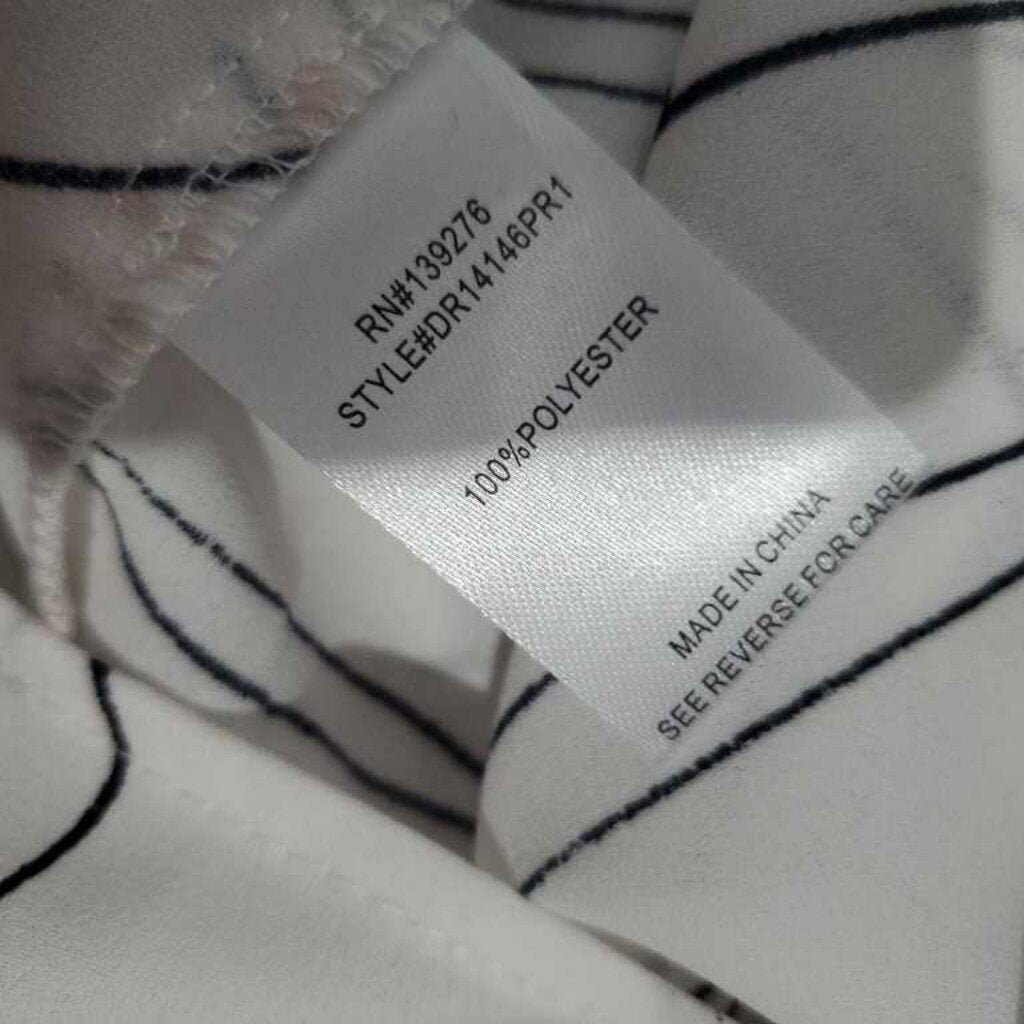 RN#139276
STYLE#DR14146PR1
100%POLYESTER
MADE IN CHINA
SEE REVERSE FOR CARE